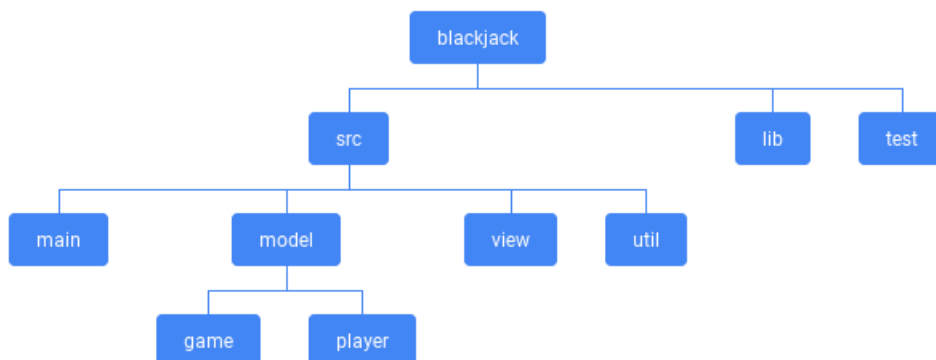 blackjack
src
lib
test
main
model
view
util
game
player